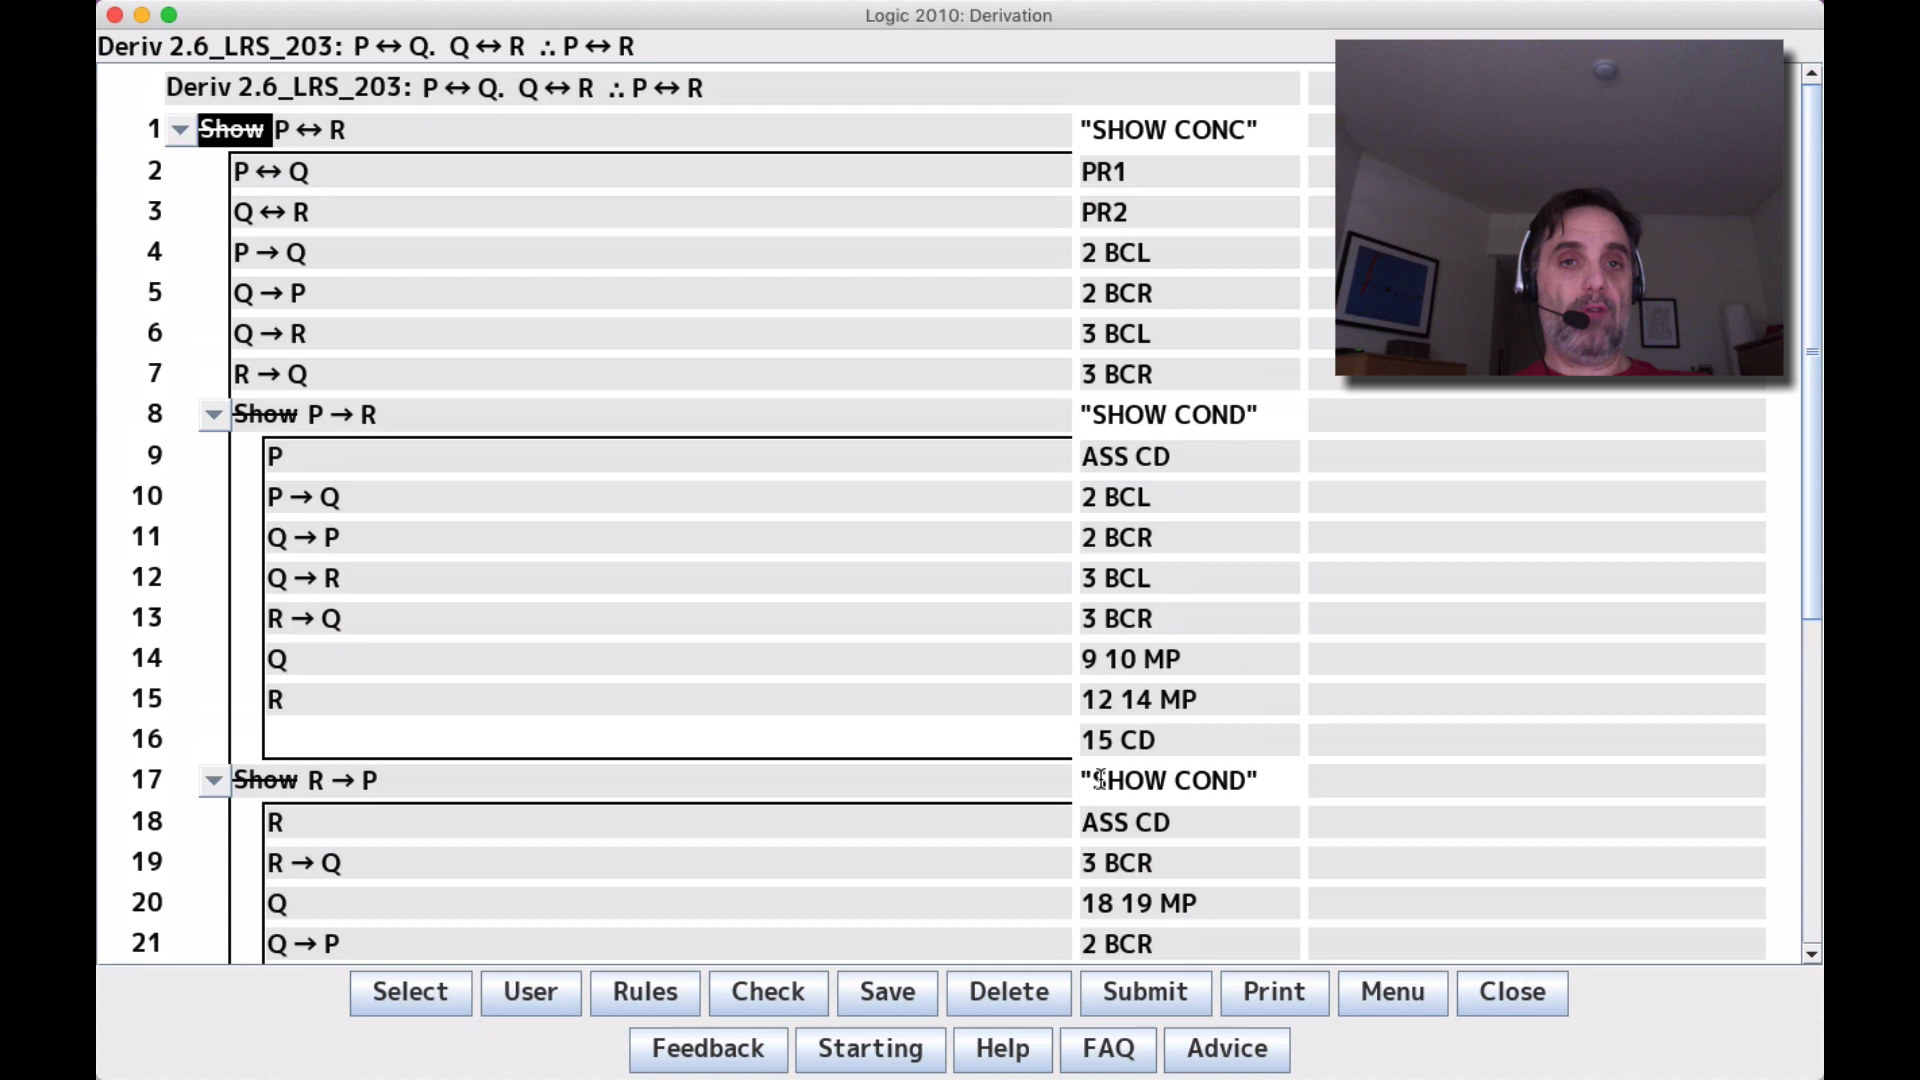 Logic 2010: Derivation
Deriv 2.6_LRS_203: P ↔ Q. Q ↔ R ∴ P ↔ R
Deriv 2.6_LRS_203: P ↔ Q. Q ↔ R ∴ P ↔ R
1 Show P ↔ R "SHOW CONC"
2 P ↔ Q PR1
3 Q ↔ R PR2
4 P → Q 2 BCL
5 Q → P 2 BCR
6 Q → R 3 BCL
7 R → Q 3 BCR
8 Show P → R "SHOW COND"
9 P ASS CD
10 P → Q 2 BCL
11 Q → P 2 BCR
12 Q → R 3 BCL
13 R → Q 3 BCR
14 Q 9 10 MP
15 R 12 14 MP
16 15 CD
17 Show R → P "SHOW COND"
18 R ASS CD
19 R → Q 3 BCR
20 Q 18 19 MP
21 Q → P 2 BCR
Select User Rules Check Save Delete Submit Print Menu Close
Feedback Starting Help FAQ Advice